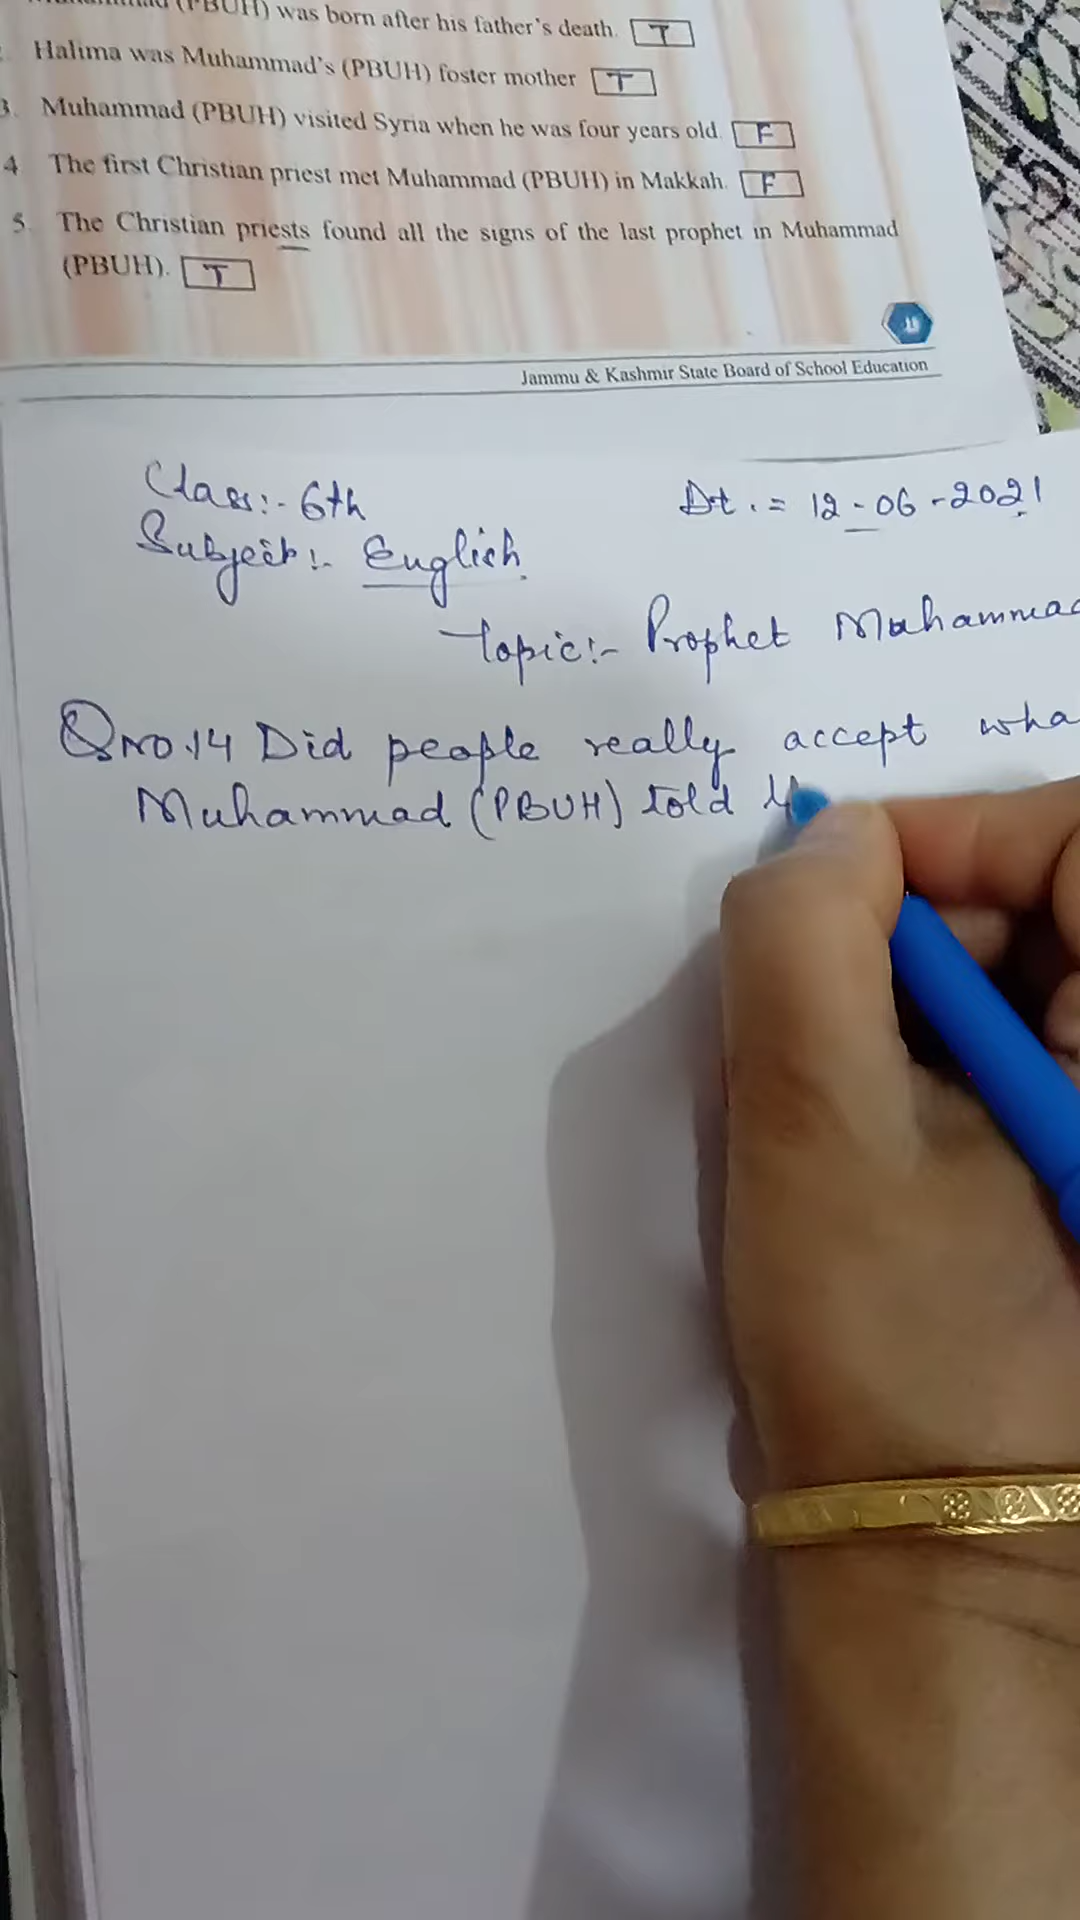 (PBUH) was born after his father's death. T
Halima was Muhammad's (PBUH) foster mother T
3. Muhammad (PBUH) visited Syria when he was four years old. F
4 The first Christian priest met Muhammad (PBUH) in Makkah. F
5. The Christian priests found all the signs of the last prophet in Muhammad
(PBUH). T
Jammu & Kashmir State Board of School Education
Class:- 6th Dt. = 12-06-2021
Subject:- English
Topic:- Prophet Muhammad
QNO.14 Did people really accept wha
Muhammad (PBUH) told